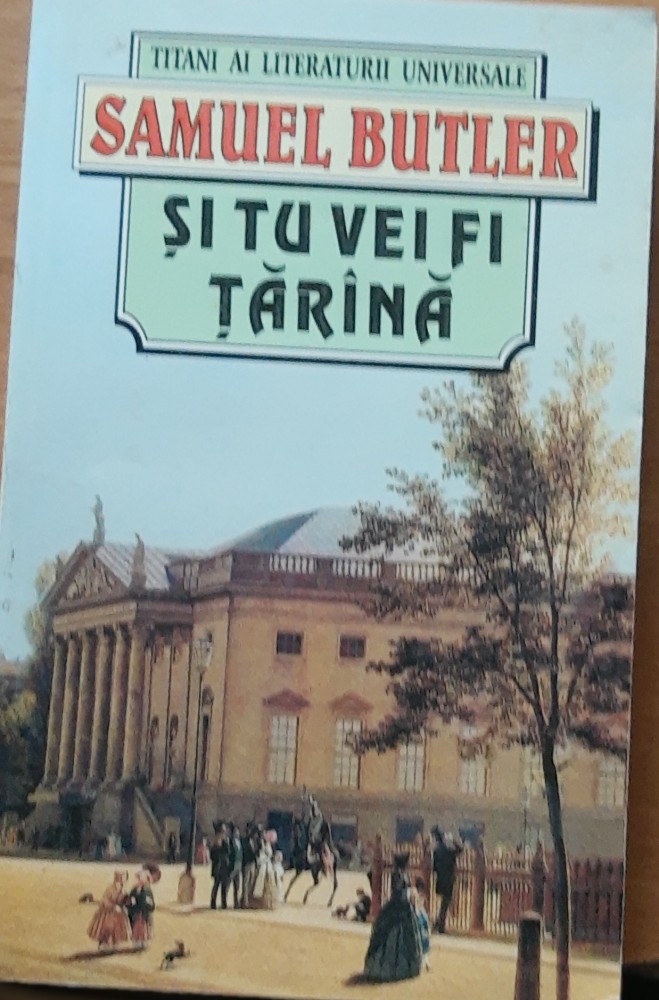 TITANI AI LITERATURII UNIVERSALE
SAMUEL BUTLER
ȘI TU VEI FI
ȚĂRÎNĂ